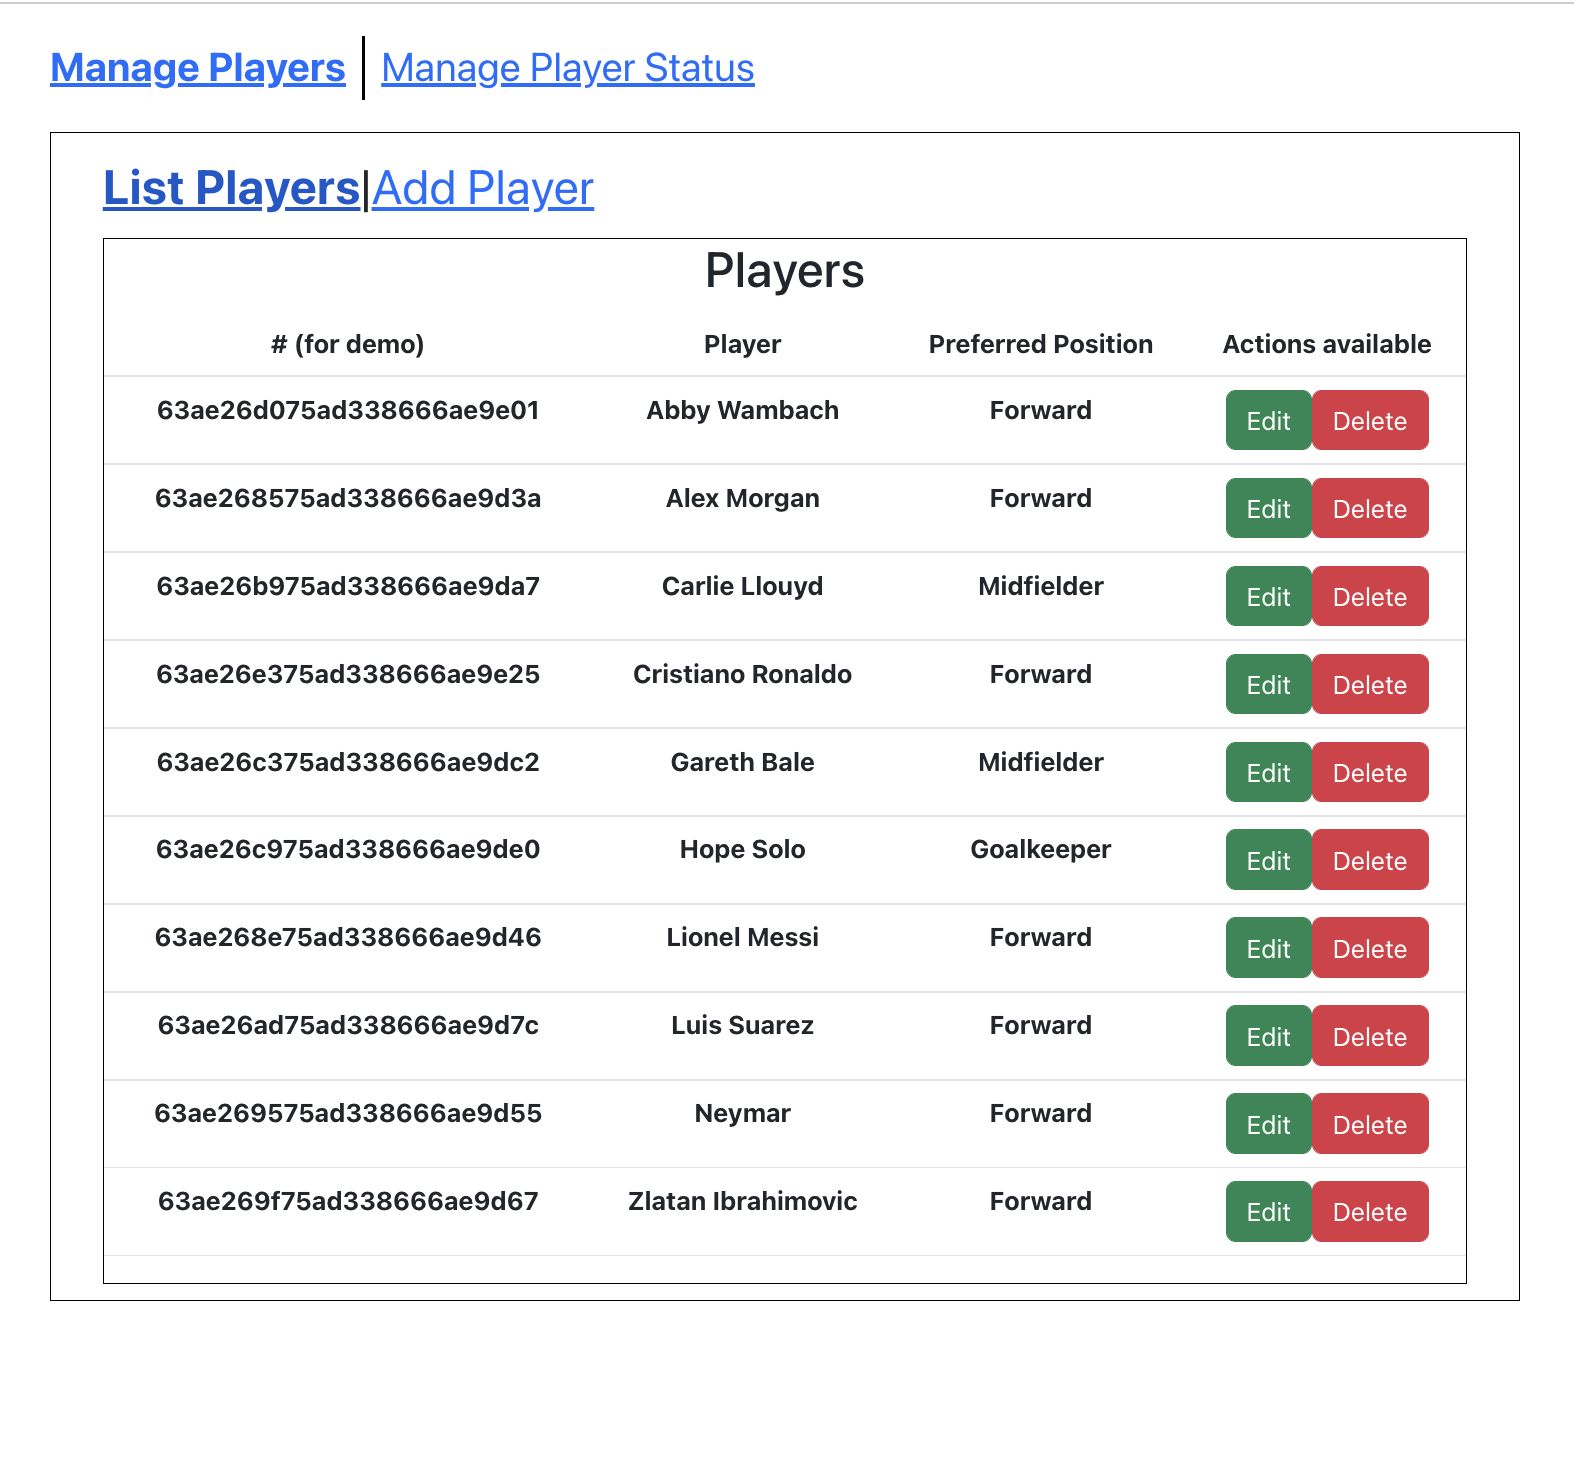 Manage Players | Manage Player Status
List Players|Add Player
Players
# (for demo) Player Preferred Position Actions available
63ae26d075ad338666ae9e01 Abby Wambach Forward Edit Delete
63ae268575ad338666ae9d3a Alex Morgan Forward Edit Delete
63ae26b975ad338666ae9da7 Carlie Llouyd Midfielder Edit Delete
63ae26e375ad338666ae9e25 Cristiano Ronaldo Forward Edit Delete
63ae26c375ad338666ae9dc2 Gareth Bale Midfielder Edit Delete
63ae26c975ad338666ae9de0 Hope Solo Goalkeeper Edit Delete
63ae268e75ad338666ae9d46 Lionel Messi Forward Edit Delete
63ae26ad75ad338666ae9d7c Luis Suarez Forward Edit Delete
63ae269575ad338666ae9d55 Neymar Forward Edit Delete
63ae269f75ad338666ae9d67 Zlatan Ibrahimovic Forward Edit Delete